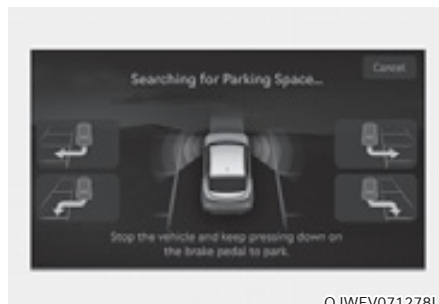 Cancel
Searching for Parking Space...
Stop the vehicle and keep pressing down on
the brake pedal to park.
OJWEV071278L